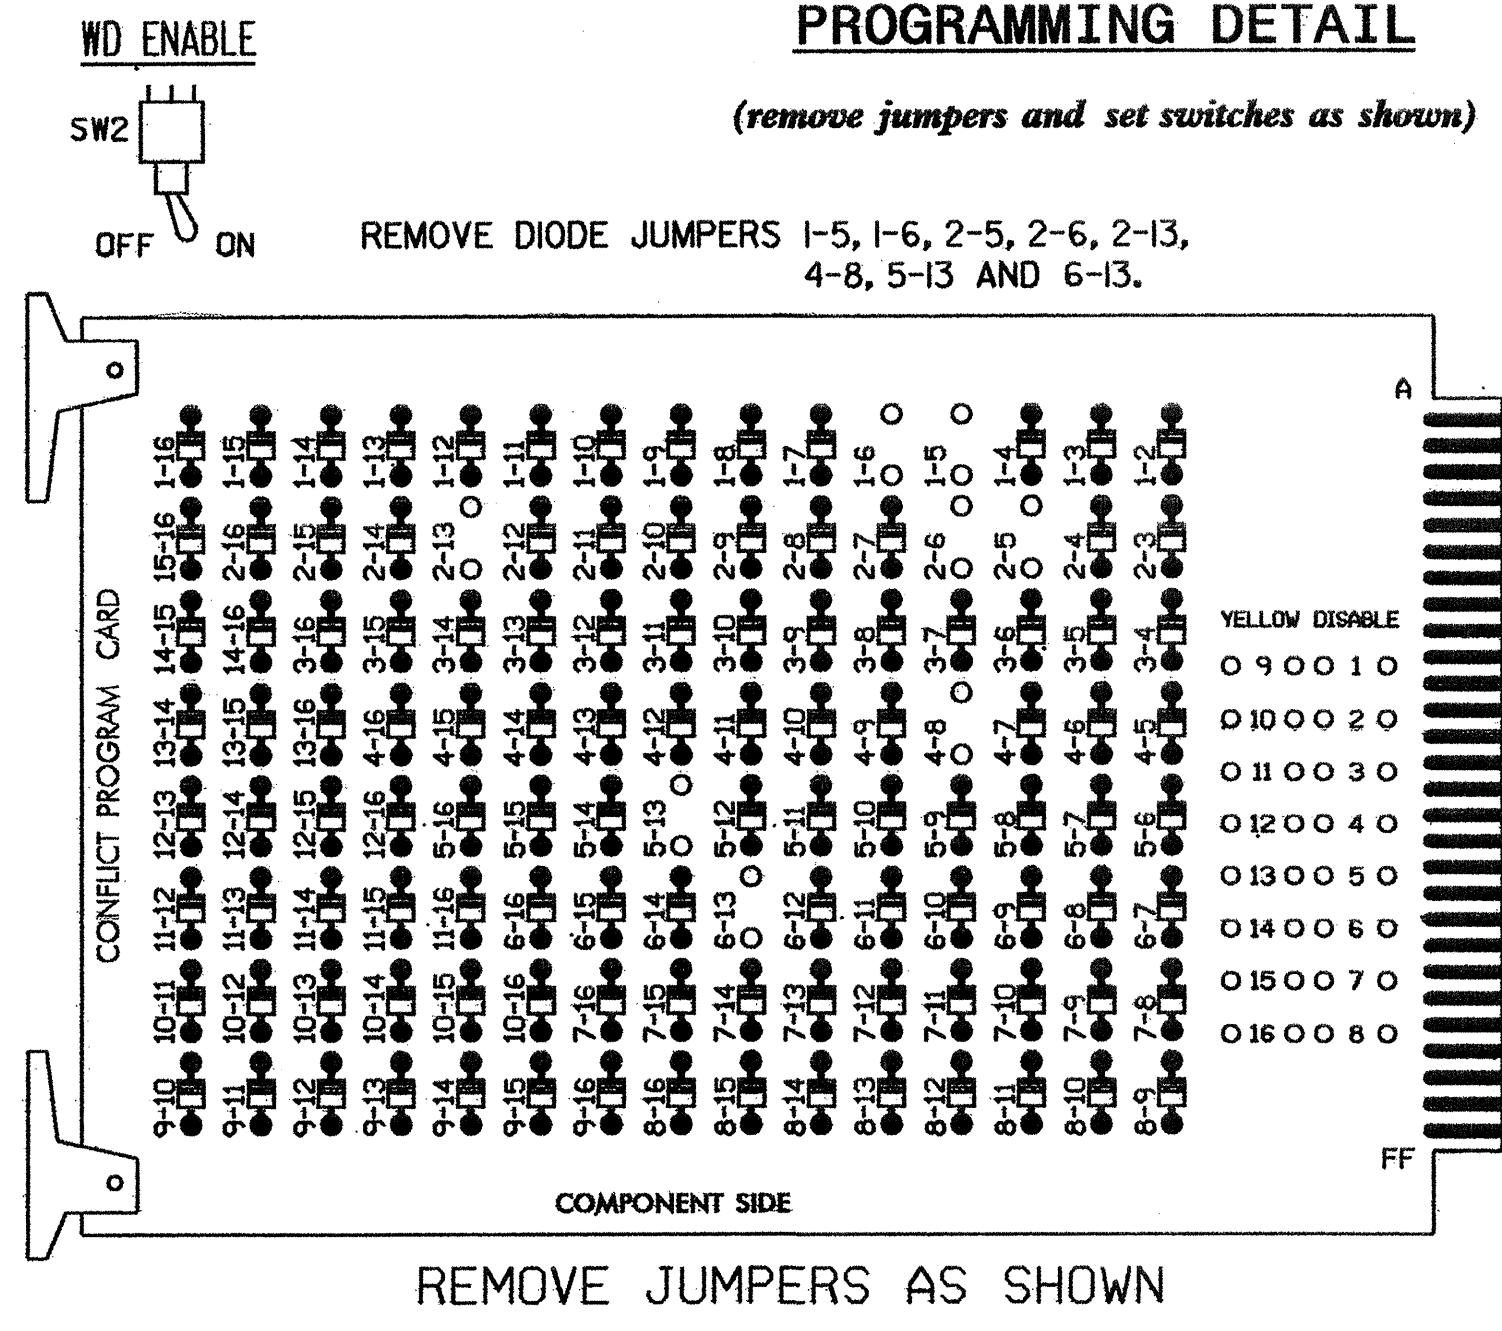 WD ENABLE
PROGRAMMING DETAIL
(remove jumpers and set switches as shown)
SW2
OFF ON
REMOVE DIODE JUMPERS 1-5, 1-6, 2-5, 2-6, 2-13,
4-8, 5-13 AND 6-13.
A
1-16 1-15 1-14 1-13 1-12 1-11 1-10 1-9 1-8 1-7 1-6 1-5 1-4 1-3 1-2
15-16 2-16 2-15 2-14 2-13 2-12 2-11 2-10 2-9 2-8 2-7 2-6 2-5 2-4 2-3
14-15 14-16 3-16 3-15 3-14 3-13 3-12 3-11 3-10 3-9 3-8 3-7 3-6 3-5 3-4
13-14 13-15 13-16 4-16 4-15 4-14 4-13 4-12 4-11 4-10 4-9 4-8 4-7 4-6 4-5
12-13 12-14 12-15 12-16 5-16 5-15 5-14 5-13 5-12 5-11 5-10 5-9 5-8 5-7 5-6
11-12 11-13 11-14 11-15 11-16 6-16 6-15 6-14 6-13 6-12 6-11 6-10 6-9 6-8 6-7
10-11 10-12 10-13 10-14 10-15 10-16 7-16 7-15 7-14 7-13 7-12 7-11 7-10 7-9 7-8
9-10 9-11 9-12 9-13 9-14 9-15 9-16 8-16 8-15 8-14 8-13 8-12 8-11 8-10 8-9
CONFLICT PROGRAM CARD
YELLOW DISABLE
9 1
10 2
11 3
12 4
13 5
14 6
15 7
16 8
FF
COMPONENT SIDE
REMOVE JUMPERS AS SHOWN